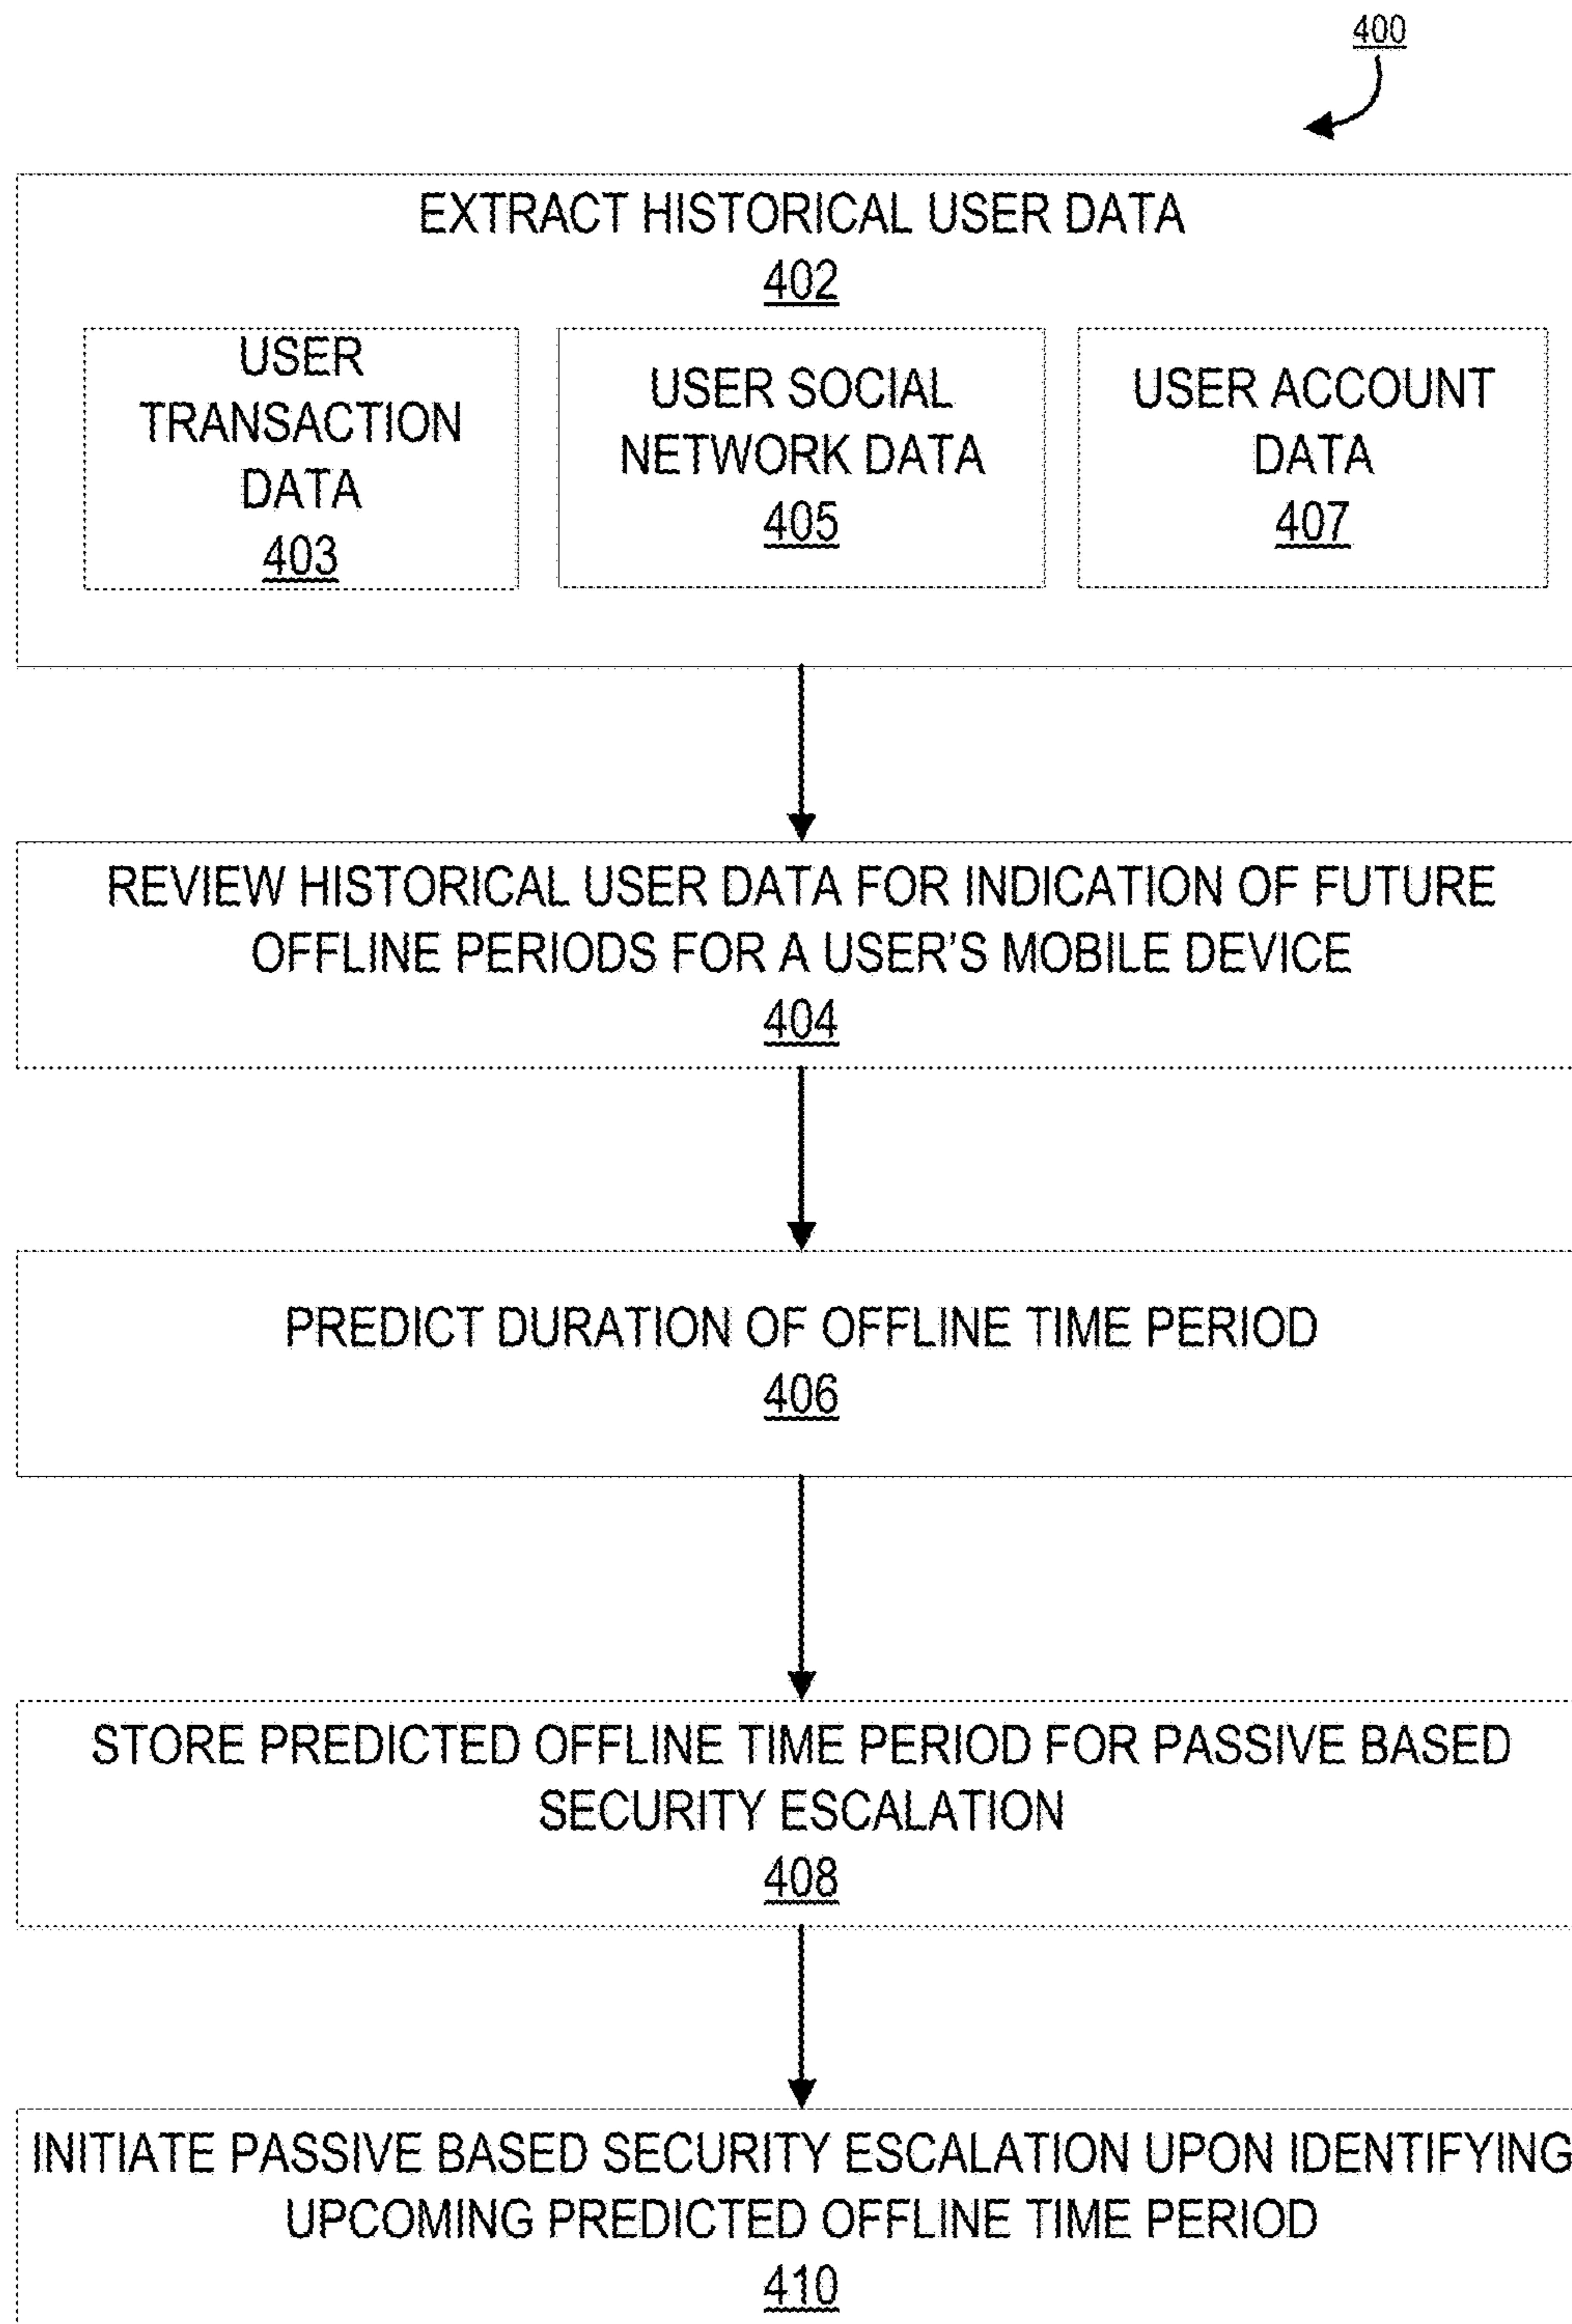 400
EXTRACT HISTORICAL USER DATA
402
USER
TRANSACTION
DATA
403
USER SOCIAL
NETWORK DATA
405
USER ACCOUNT
DATA
407
REVIEW HISTORICAL USER DATA FOR INDICATION OF FUTURE
OFFLINE PERIODS FOR A USER'S MOBILE DEVICE
404
PREDICT DURATION OF OFFLINE TIME PERIOD
406
STORE PREDICTED OFFLINE TIME PERIOD FOR PASSIVE BASED
SECURITY ESCALATION
408
INITIATE PASSIVE BASED SECURITY ESCALATION UPON IDENTIFYING
UPCOMING PREDICTED OFFLINE TIME PERIOD
410